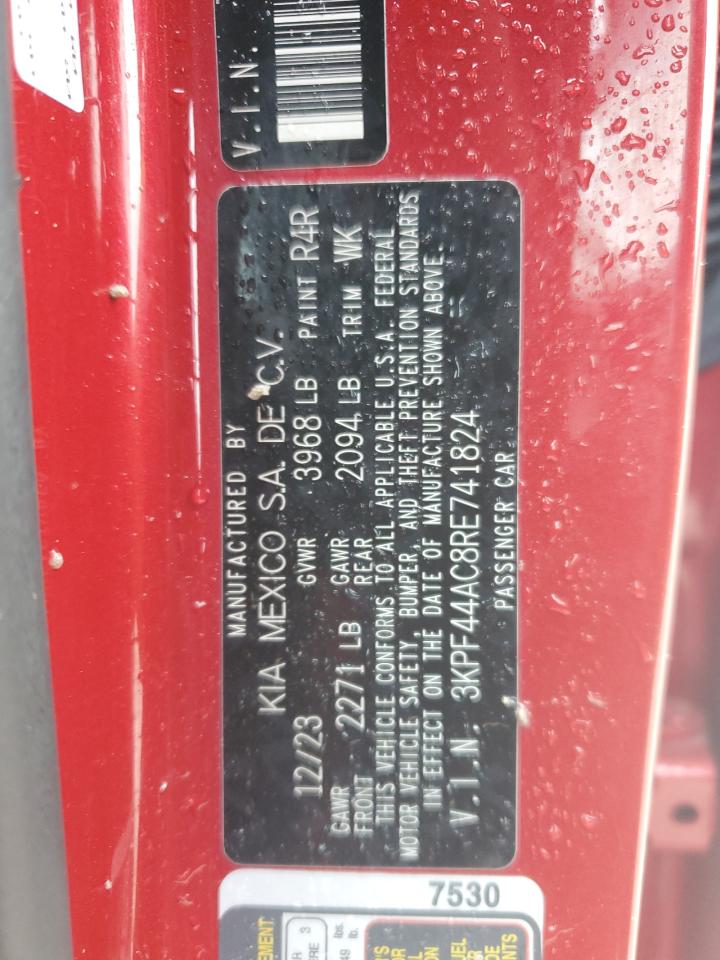 V.I.N.
MANUFACTURED BY
KIA MEXICO S.A. DE C.V.
12/23 GVWR 3968 LB PAINT R4R
GAWR FRONT 2271 LB GAWR REAR 2094 LB TRIM WK
THIS VEHICLE CONFORMS TO ALL APPLICABLE U.S.A. FEDERAL
MOTOR VEHICLE SAFETY, BUMPER, AND THEFT PREVENTION STANDARDS
IN EFFECT ON THE DATE OF MANUFACTURE SHOWN ABOVE.
V.I.N 3KPF44AC8RE741824
PASSENGER CAR
7530